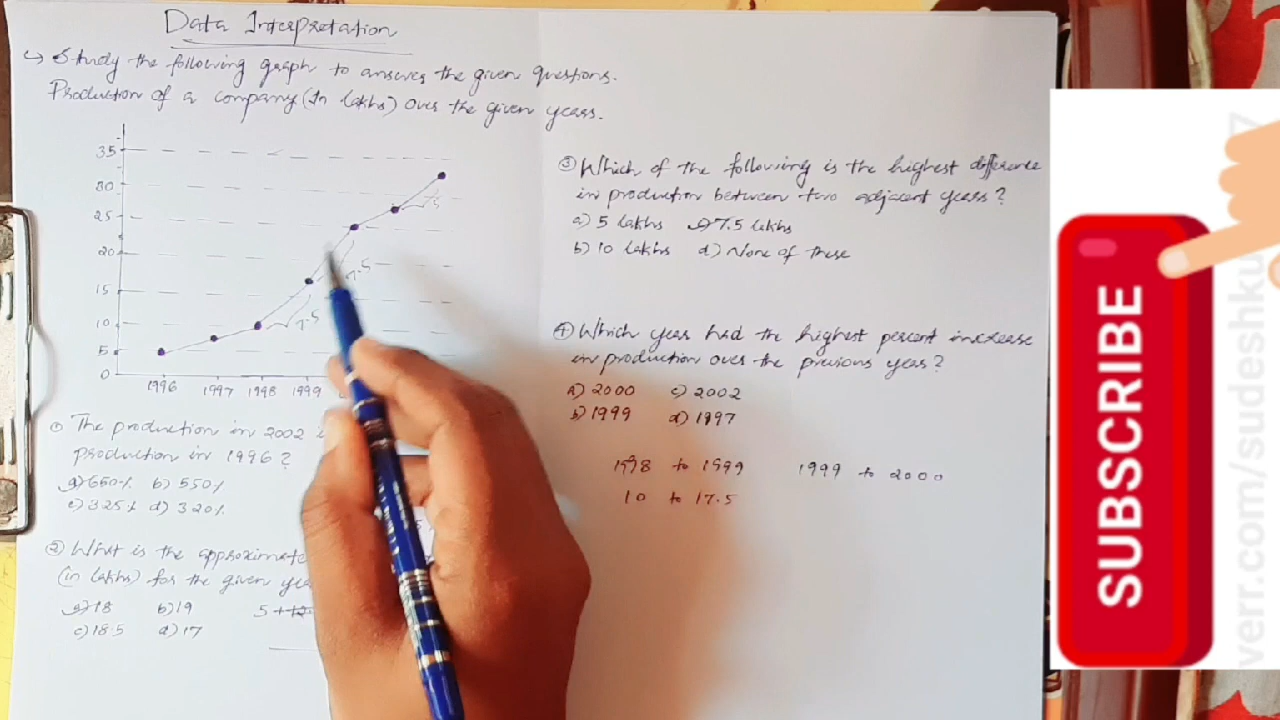 Data Interpretation
↳ Study the following graph to answer the given questions.
Production of a company (In lakhs) over the given years.
35
30
25
20
15
10
5
0
1996 1997 1998 1999
7.5
7.5
7.5
① The production in 2002 is
production in 1996?
a) 650% b) 550%
c) 325% d) 320%
② What is the approximate
(in lakhs) for the given yea
a) 18 b) 19
c) 18.5 d) 17
5 + 12.
③ Which of the following is the highest difference
in production between two adjacent years?
a) 5 lakhs c) 7.5 lakhs
b) 10 lakhs d) None of these
④ Which year had the highest percent increase
in production over the previous year?
a) 2000 c) 2002
b) 1999 d) 1997
1998 to 1999 1999 to 2000
10 to 17.5
SUBSCRIBE
verr.com/sudeshku